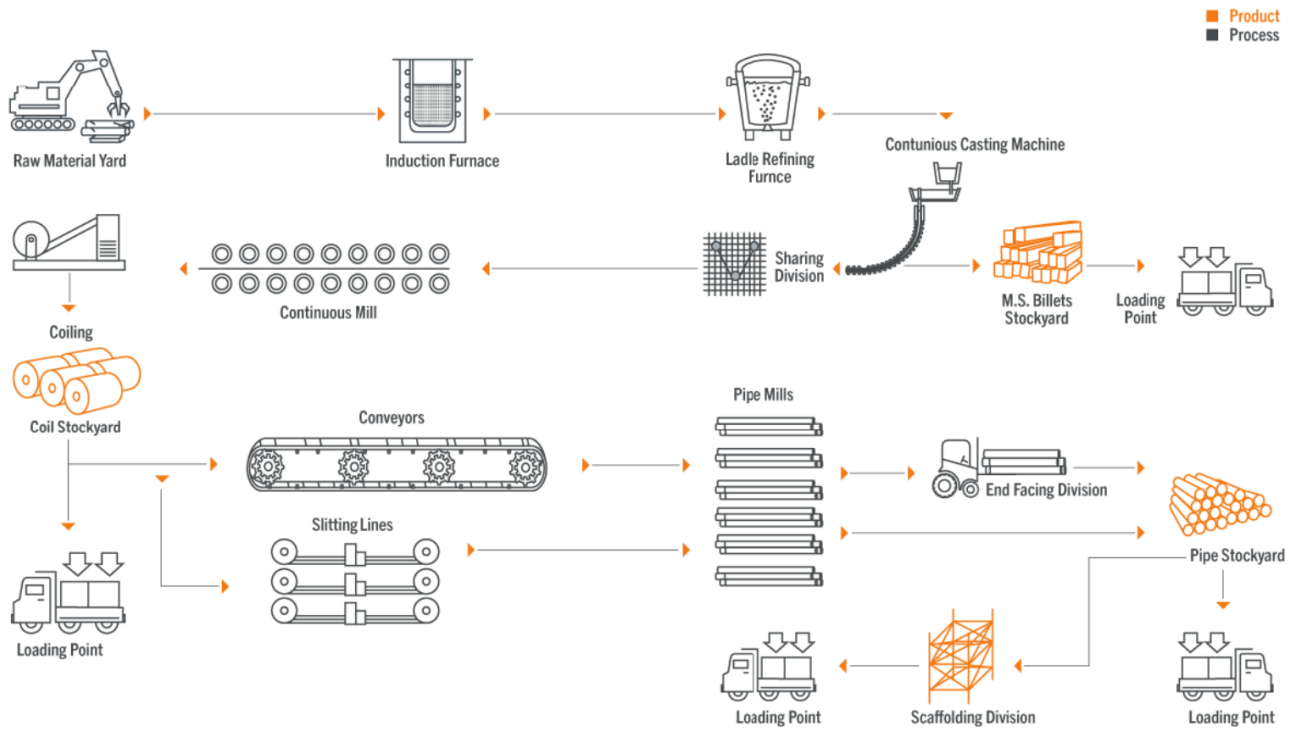 Product
Process
Raw Material Yard
Induction Furnace
Ladle Refining
Furnce
Contunious Casting Machine
Sharing
Division
Continuous Mill
M.S. Billets
Stockyard
Loading
Point
Coiling
Coil Stockyard
Conveyors
Pipe Mills
End Facing Division
Slitting Lines
Pipe Stockyard
Loading Point
Loading Point
Scaffolding Division
Loading Point